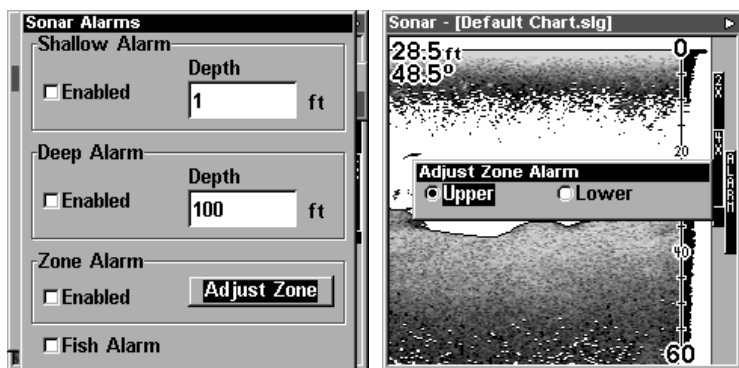 Sonar Alarms
Shallow Alarm
Depth
Enabled
1 ft
Deep Alarm
Depth
Enabled
100 ft
Zone Alarm
Enabled
Adjust Zone
Fish Alarm
Sonar - [Default Chart.slg]
28.5 ft
48.5º
0
2X
4X
20
ALARM
Adjust Zone Alarm
Upper Lower
40
60